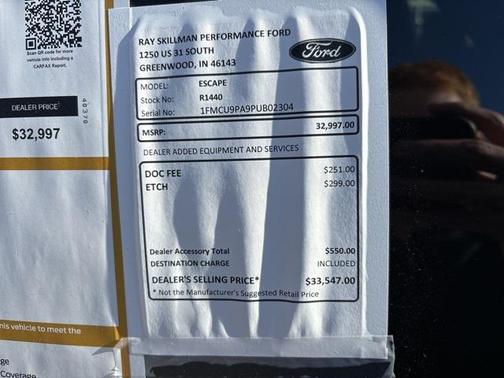 Scan QR code for more
vehicle info including a
CARFAX Report.
DEALER PRICE
$32,997
40370
RAY SKILLMAN PERFORMANCE FORD
1250 US 31 SOUTH
GREENWOOD, IN 46143
Ford
MODEL: ESCAPE
Stock No: R1440
Serial No: 1FMCU9PA9PUB02304
MSRP: 32,997.00
DEALER ADDED EQUIPMENT AND SERVICES
DOC FEE $251.00
ETCH $299.00
Dealer Accessory Total $550.00
DESTINATION CHARGE INCLUDED
DEALER'S SELLING PRICE* $33,547.00
* Not the Manufacturer's Suggested Retail Price
his vehicle to meet the
ge
Coverage